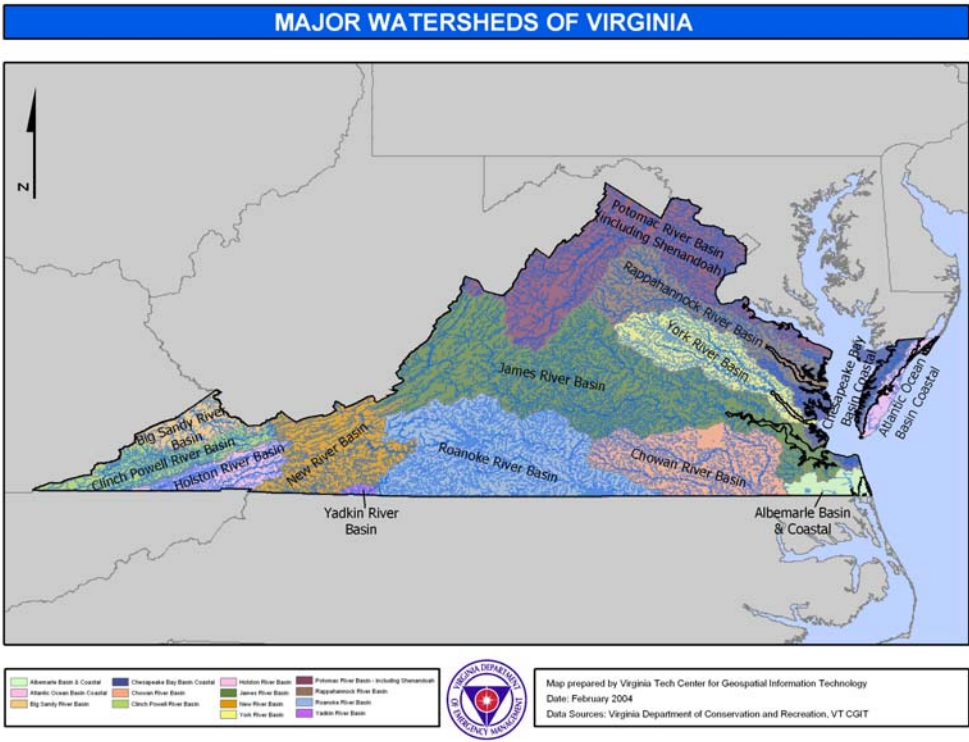 MAJOR WATERSHEDS OF VIRGINIA
N
Potomac River Basin
(including Shenandoah)
Rappahannock River Basin
York River Basin
James River Basin
Chesapeake Bay
Basin Coastal
Atlantic Ocean
Basin Coastal
Big Sandy River
Basin
Clinch Powell River Basin
Holston River Basin
New River Basin
Roanoke River Basin
Chowan River Basin
Yadkin River
Basin
Albemarle Basin
& Coastal
Albemarle Basin & Coastal
Atlantic Ocean Basin Coastal
Big Sandy River Basin
Chesapeake Bay Basin Coastal
Chowan River Basin
Clinch Powell River Basin
Holston River Basin
James River Basin
New River Basin
York River Basin
Potomac River Basin - including Shenandoah
Rappahannock River Basin
Roanoke River Basin
Yadkin River Basin
VIRGINIA DEPARTMENT
OF EMERGENCY MANAGEMENT
Map prepared by Virginia Tech Center for Geospatial Information Technology
Date: February 2004
Data Sources: Virginia Department of Conservation and Recreation, VT CGIT